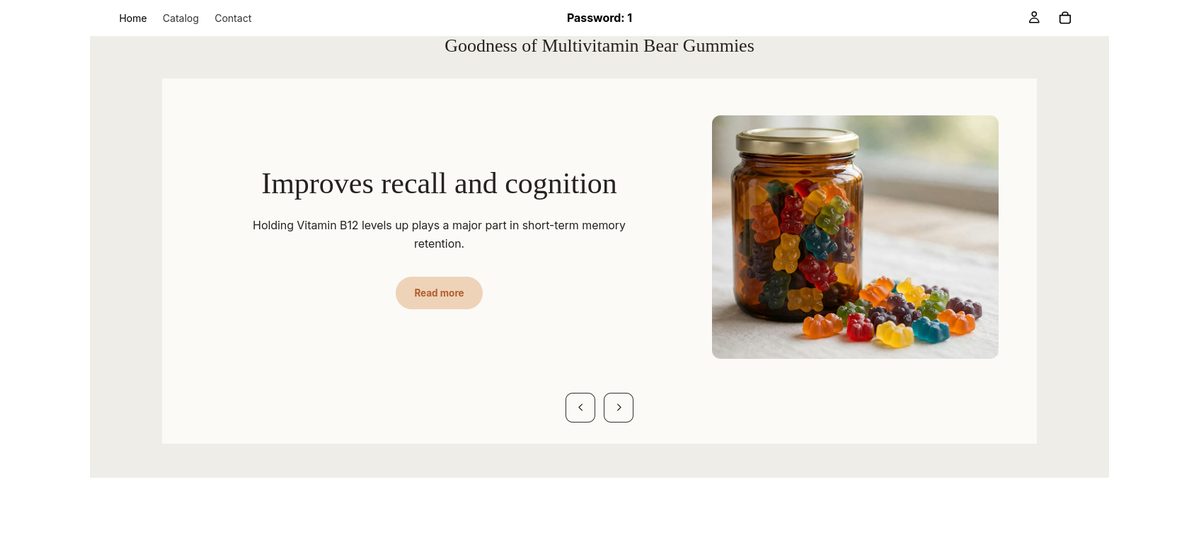 Home Catalog Contact Password: 1
Goodness of Multivitamin Bear Gummies
Improves recall and cognition
Holding Vitamin B12 levels up plays a major part in short-term memory
retention.
Read more